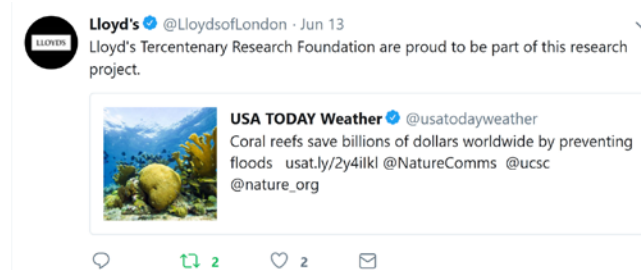 Lloyd's @LloydsofLondon · Jun 13
LLOYD'S
Lloyd's Tercentenary Research Foundation are proud to be part of this research
project.
USA TODAY Weather @usatodayweather
Coral reefs save billions of dollars worldwide by preventing
floods usat.ly/2y4ilkl @NatureComms @ucsc
@nature_org
2 2